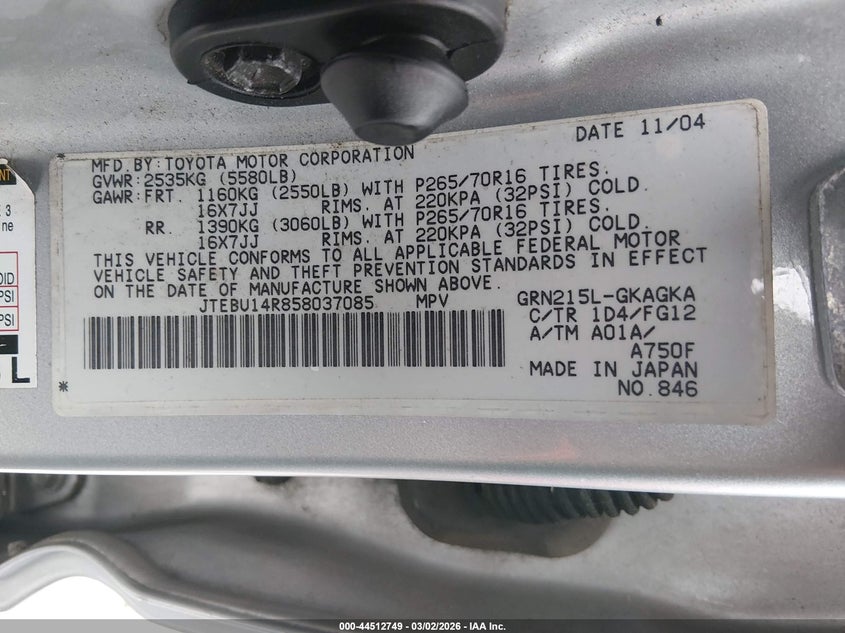 DATE 11/04
MFD.BY:TOYOTA MOTOR CORPORATION
GVWR:2535KG (5580LB)
GAWR:FRT. 1160KG (2550LB) WITH P265/70R16 TIRES.
16X7JJ RIMS. AT 220KPA (32PSI) COLD.
RR. 1390KG (3060LB) WITH P265/70R16 TIRES.
16X7JJ RIMS. AT 220KPA (32PSI) COLD.
THIS VEHICLE CONFORMS TO ALL APPLICABLE FEDERAL MOTOR
VEHICLE SAFETY AND THEFT PREVENTION STANDARDS IN EFFECT
ON THE DATE OF MANUFACTURE SHOWN ABOVE.
JTEBU14R858037085 MPV GRN215L-GKAGKA
C/TR 1D4/FG12
A/TM A01A/
A750F
MADE IN JAPAN
* NO.846
3
PSI
PSI
L
000-44512749 - 03/02/2026 - IAA Inc.